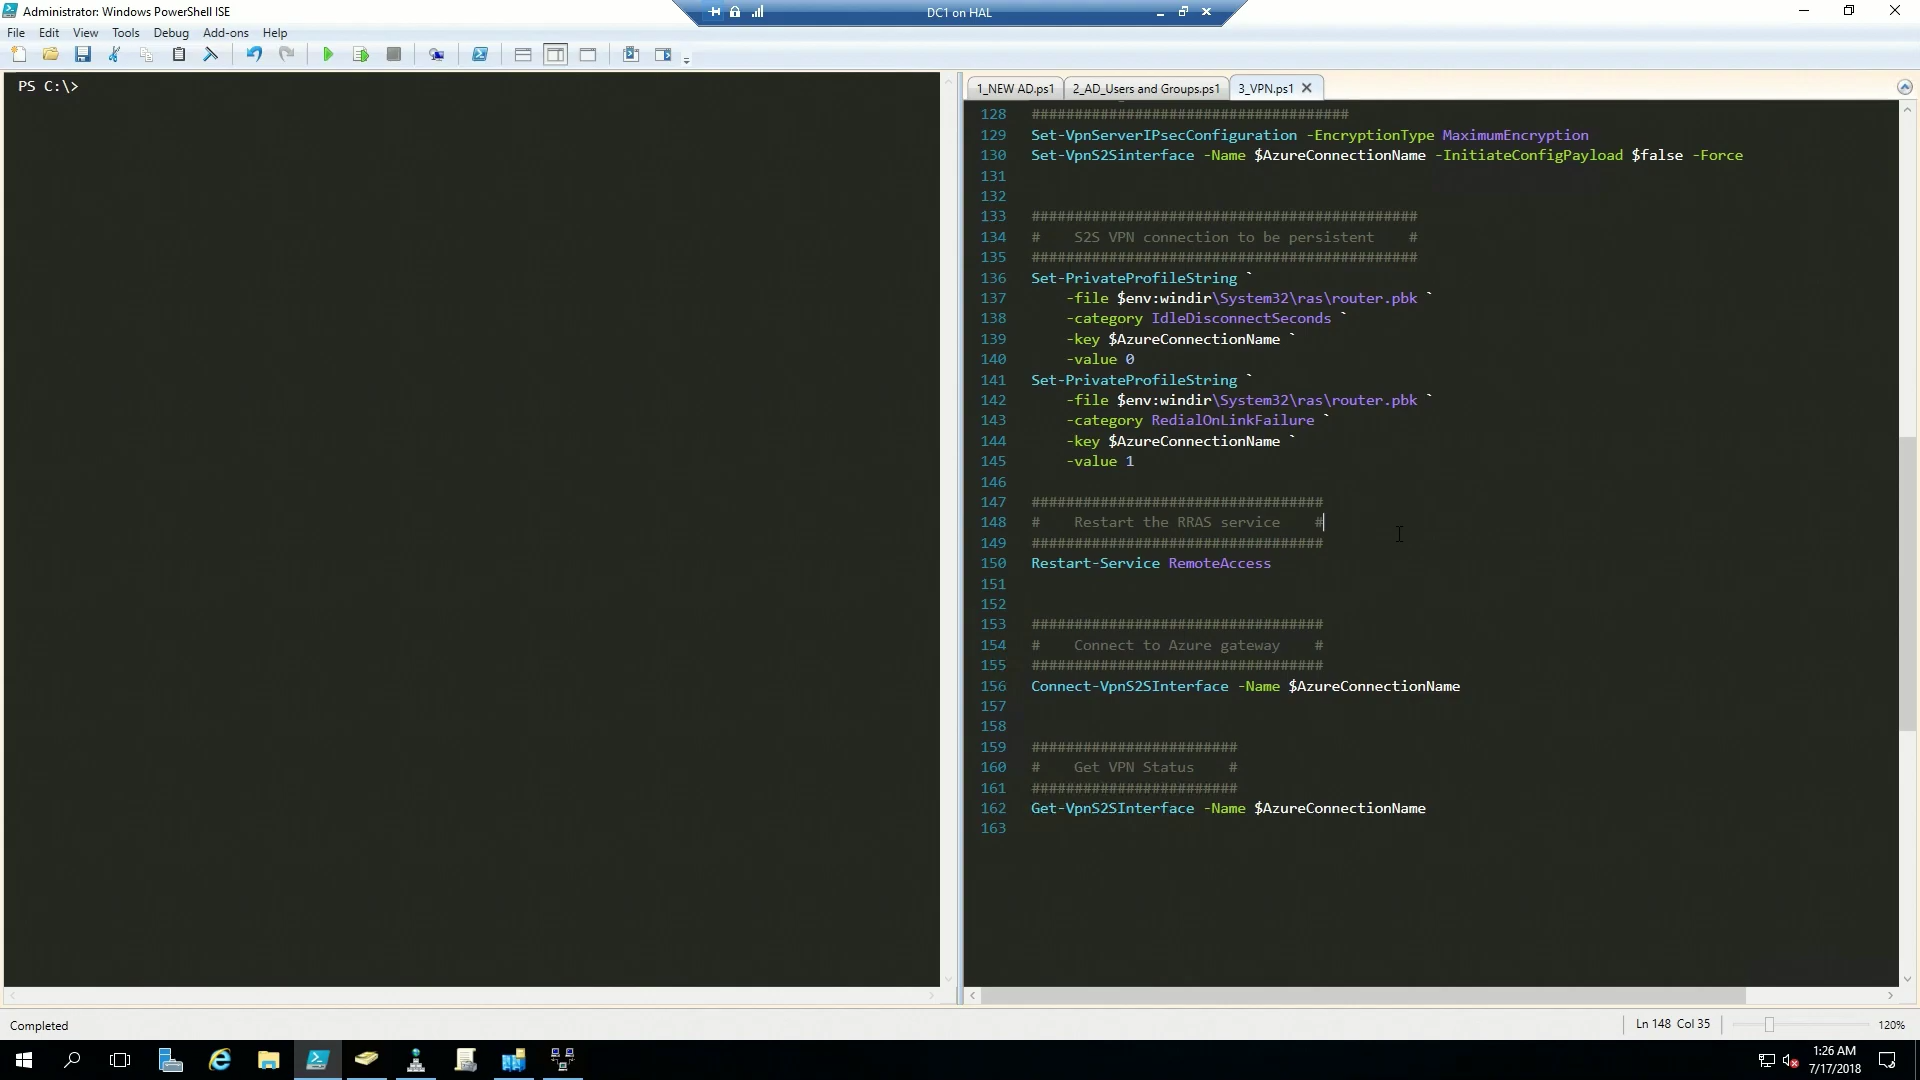 Administrator: Windows PowerShell ISE
DC1 on HAL
File Edit View Tools Debug Add-ons Help
PS C:\>
1_NEW AD.ps1 2_AD_Users and Groups.ps1 3_VPN.ps1
128 #####################################
129 Set-VpnServerIPsecConfiguration -EncryptionType MaximumEncryption
130 Set-VpnS2Sinterface -Name $AzureConnectionName -InitiateConfigPayload $false -Force
131
132
133 #############################################
134 #    S2S VPN connection to be persistent    #
135 #############################################
136 Set-PrivateProfileString `
137     -file $env:windir\System32\ras\router.pbk `
138     -category IdleDisconnectSeconds `
139     -key $AzureConnectionName `
140     -value 0
141 Set-PrivateProfileString `
142     -file $env:windir\System32\ras\router.pbk `
143     -category RedialOnLinkFailure `
144     -key $AzureConnectionName `
145     -value 1
146
147 ##################################
148 #    Restart the RRAS service    #
149 ##################################
150 Restart-Service RemoteAccess
151
152
153 ##################################
154 #    Connect to Azure gateway    #
155 ##################################
156 Connect-VpnS2SInterface -Name $AzureConnectionName
157
158
159 ########################
160 #    Get VPN Status    #
161 ########################
162 Get-VpnS2SInterface -Name $AzureConnectionName
163
Completed
Ln 148 Col 35
120%
1:26 AM
7/17/2018